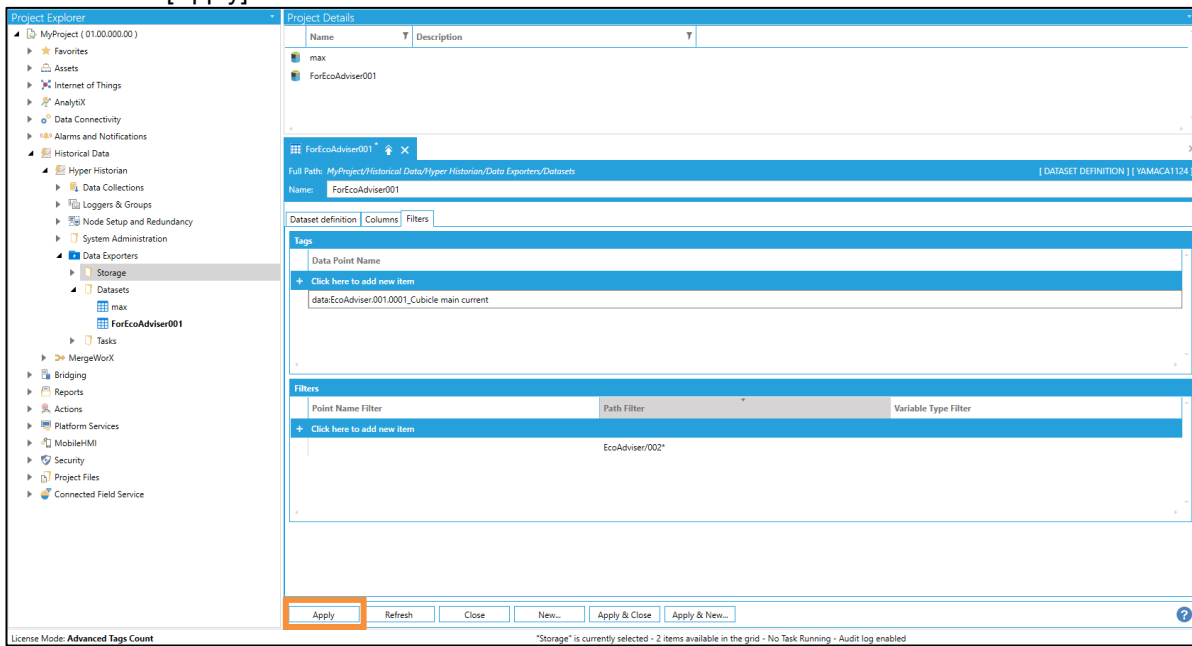 [Apply]
Project Explorer
MyProject ( 01.00.000.00 )
Favorites
Assets
Internet of Things
AnalytiX
Data Connectivity
Alarms and Notifications
Historical Data
Hyper Historian
Data Collections
Loggers & Groups
Node Setup and Redundancy
System Administration
Data Exporters
Storage
Datasets
max
ForEcoAdviser001
Tasks
MergeWorX
Bridging
Reports
Actions
Platform Services
MobileHMI
Security
Project Files
Connected Field Service
Project Details
Name Description
max
ForEcoAdviser001
ForEcoAdviser001 *
Full Path: MyProject/Historical Data/Hyper Historian/Data Exporters/Datasets [ DATASET DEFINITION ] [ YAMACA1124 ]
Name: ForEcoAdviser001
Dataset definition Columns Filters
Tags
Data Point Name
+ Click here to add new item
data:EcoAdviser.001.0001_Cubicle main current
Filters
Point Name Filter Path Filter Variable Type Filter
+ Click here to add new item
EcoAdviser/002*
Apply Refresh Close New... Apply & Close Apply & New... ?
License Mode: Advanced Tags Count "Storage" is currently selected - 2 items available in the grid - No Task Running - Audit log enabled